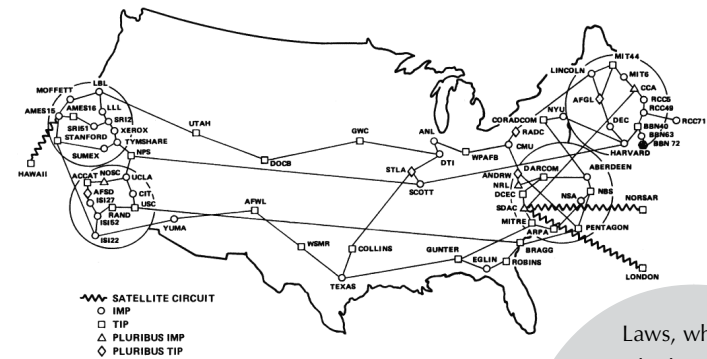 MIT44
LINCOLN
MIT6
CCA
RCC5
RCC49
RCC71
AFGL
DEC
BBN40
BBN63
BBN 72
HARVARD
NYU
CORADCOM
RADC
CMU
LBL
MOFFETT
AMES16
AMES15
LLL
SRI2
SRI51
XEROX
STANFORD
TYMSHARE
SUMEX
NPS
HAWAII
UTAH
DOCB
GWC
ANL
DTI
WPAFB
STLA
SCOTT
ACCAT
NOSC
UCLA
AFSD
ISI27
CIT
RAND
USC
ISI52
ISI22
YUMA
AFWL
WSMR
COLLINS
TEXAS
GUNTER
EGLIN
ROBINS
BRAGG
ANDRW
DARCOM
ABERDEEN
NRL
DCEC
NSA
NBS
SDAC
NORSAR
MITRE
ARPA
PENTAGON
LONDON
SATELLITE CIRCUIT
IMP
TIP
PLURIBUS IMP
PLURIBUS TIP
Laws, wh